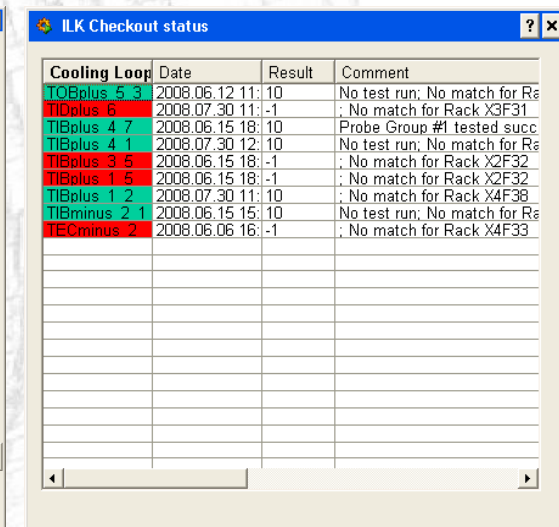 ILK Checkout status
Cooling Loop Date Result Comment
TOBplus 5 3 2008.06.12 11: 10 No test run; No match for Ra
TIDplus 6 2008.07.30 11: -1 ; No match for Rack X3F31
TIBplus 4 7 2008.06.15 18: 10 Probe Group #1 tested succ
TIBplus 4 1 2008.07.30 12: 10 No test run; No match for Ra
TIBplus 3 5 2008.06.15 18: -1 ; No match for Rack X2F32
TIBplus 1 5 2008.06.15 18: -1 ; No match for Rack X2F32
TIBplus 1 2 2008.07.30 11: 10 ; No match for Rack X4F38
TIBminus 2 1 2008.06.15 15: 10 No test run; No match for Ra
TECminus 2 2008.06.06 16: -1 ; No match for Rack X4F33